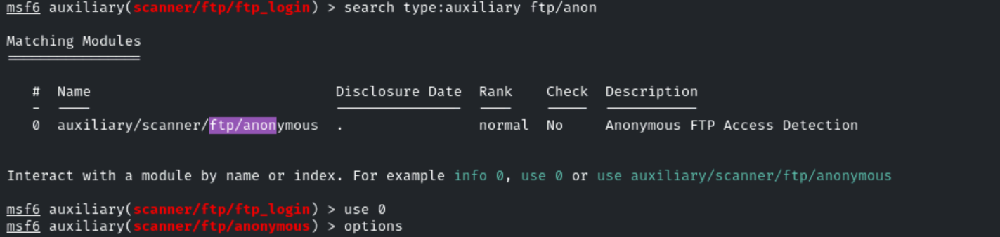 msf6 auxiliary(scanner/ftp/ftp_login) > search type:auxiliary ftp/anon
Matching Modules
================
   #  Name                             Disclosure Date  Rank    Check  Description
   -  ----                             ---------------  ----    -----  -----------
   0  auxiliary/scanner/ftp/anonymous  .                normal  No     Anonymous FTP Access Detection
Interact with a module by name or index. For example info 0, use 0 or use auxiliary/scanner/ftp/anonymous
msf6 auxiliary(scanner/ftp/ftp_login) > use 0
msf6 auxiliary(scanner/ftp/anonymous) > options